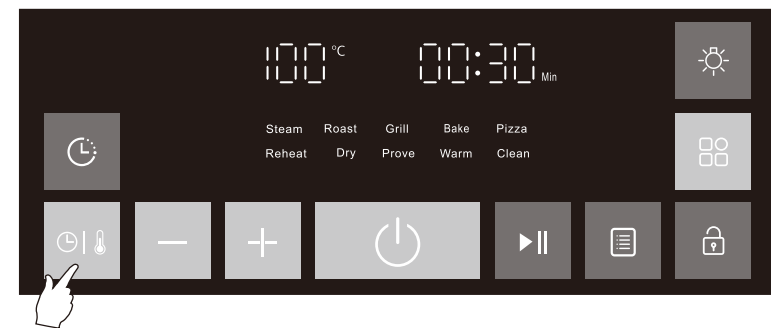 100 °C 00:30 Min
Steam Roast Grill Bake Pizza
Reheat Dry Prove Warm Clean